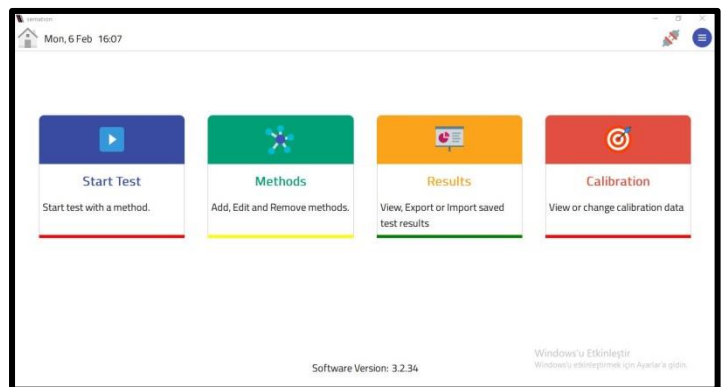 Mon, 6 Feb 16:07
Start Test
Start test with a method.
Methods
Add, Edit and Remove methods.
Results
View, Export or Import saved
test results
Calibration
View or change calibration data
Software Version: 3.2.34
Windows'u Etkinleştir
Windows'u etkinleştirmek için Ayarlar'a gidin.